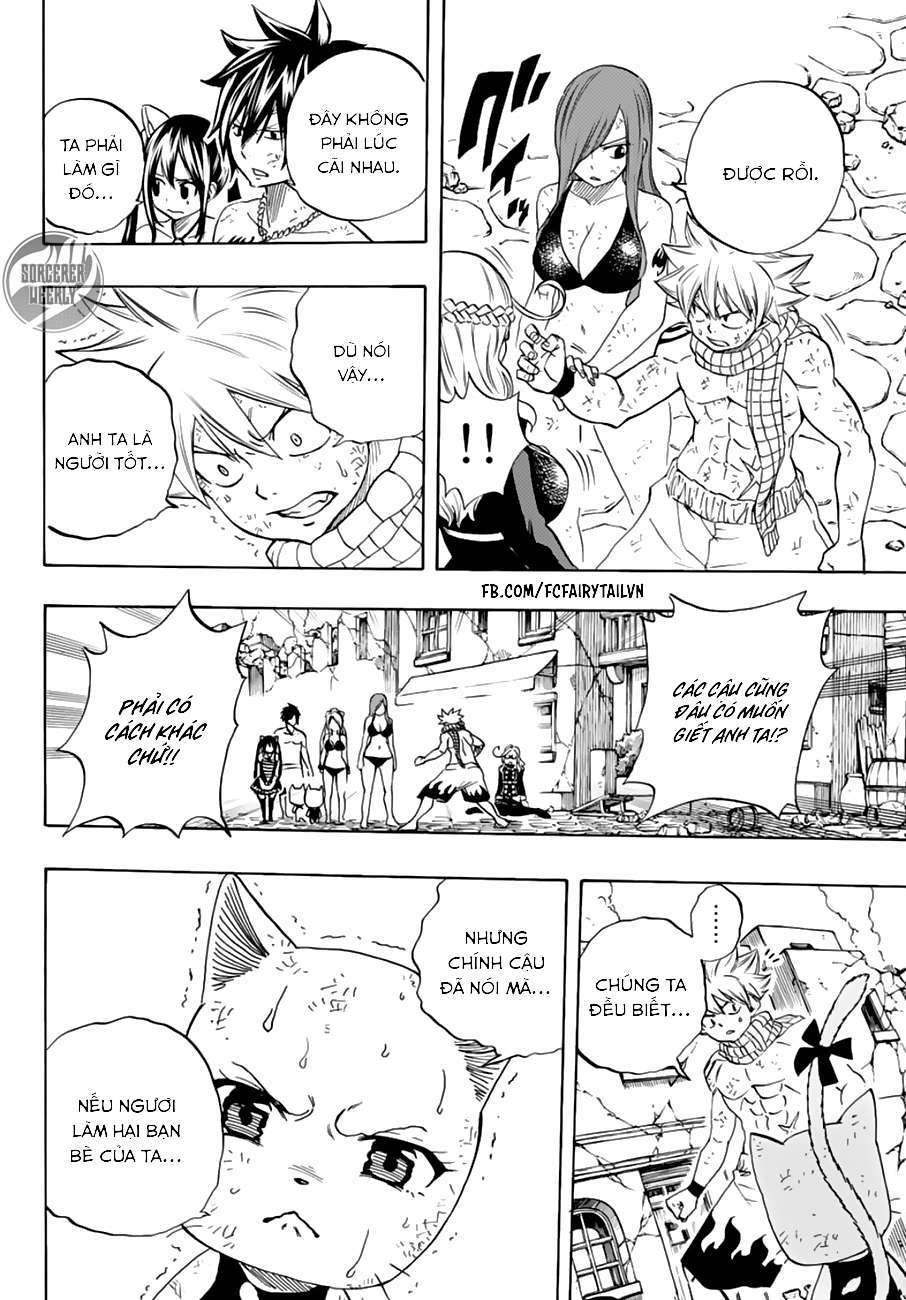 ĐƯỢC RỒI.
!!
ĐÂY KHÔNG
PHẢI LÚC
CÃI NHAU.
TA PHẢI
LÀM GÌ
ĐÓ...
SORCERER
WEEKLY
DÙ NÓI
VẬY...
ANH TA LÀ
NGƯỜI TỐT...
FB.COM/FCFAIRYTAILVN
CÁC CẬU CŨNG
ĐÂU CÓ MUỐN
GIẾT ANH TA!?
PHẢI CÓ
CÁCH KHÁC
CHỨ!!
......
CHÚNG TA
ĐỀU BIẾT...
NHƯNG
CHÍNH CẬU
ĐÃ NÓI MÀ...
NẾU NGƯƠI
LÀM HẠI BẠN
BÈ CỦA TA...